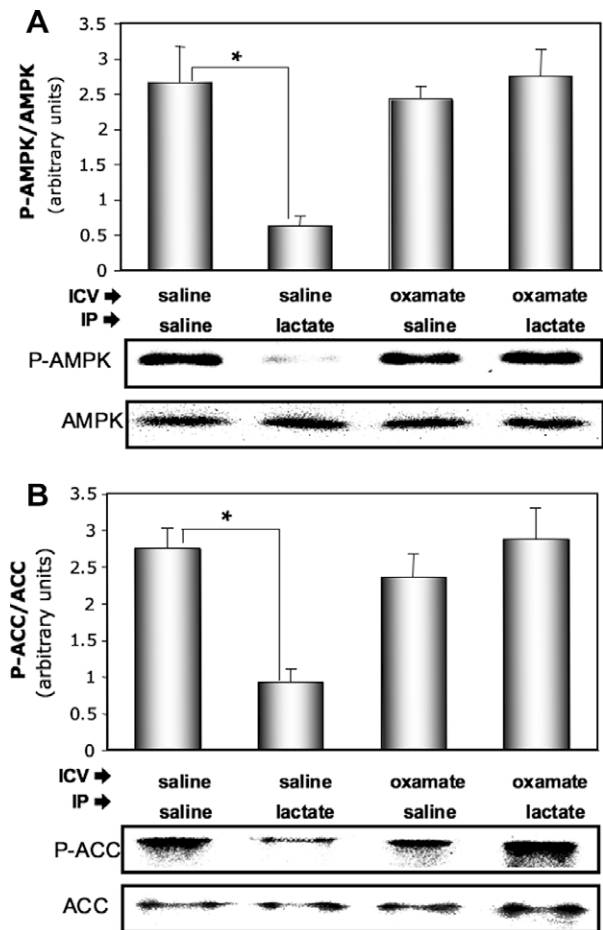 A
P-AMPK/AMPK
(arbitrary units)
3.5
3
2.5
2
1.5
1
0.5
0
*
ICV → saline saline oxamate oxamate
IP → saline lactate saline lactate
P-AMPK
AMPK
B
P-ACC/ACC
(arbitrary units)
3.5
3
2.5
2
1.5
1
0.5
0
*
ICV → saline saline oxamate oxamate
IP → saline lactate saline lactate
P-ACC
ACC